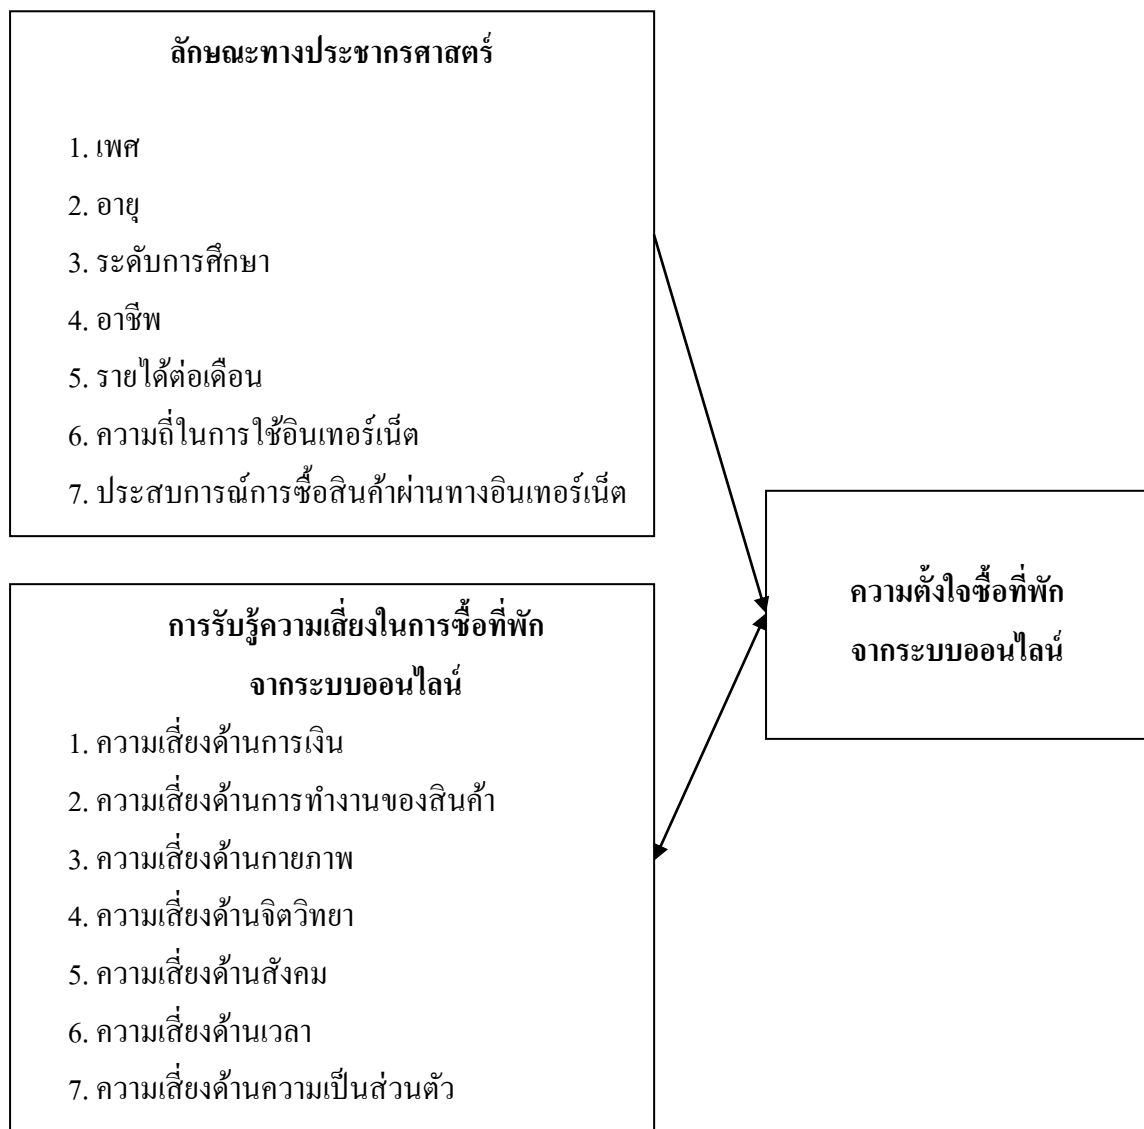 ลักษณะทางประชากรศาสตร์
1. เพศ
2. อายุ
3. ระดับการศึกษา
4. อาชีพ
5. รายได้ต่อเดือน
6. ความถี่ในการใช้อินเทอร์เน็ต
7. ประสบการณ์การซื้อสินค้าผ่านทางอินเทอร์เน็ต
การรับรู้ความเสี่ยงในการซื้อที่พัก
จากระบบออนไลน์
1. ความเสี่ยงด้านการเงิน
2. ความเสี่ยงด้านการทำงานของสินค้า
3. ความเสี่ยงด้านกายภาพ
4. ความเสี่ยงด้านจิตวิทยา
5. ความเสี่ยงด้านสังคม
6. ความเสี่ยงด้านเวลา
7. ความเสี่ยงด้านความเป็นส่วนตัว
ความตั้งใจซื้อที่พัก
จากระบบออนไลน์